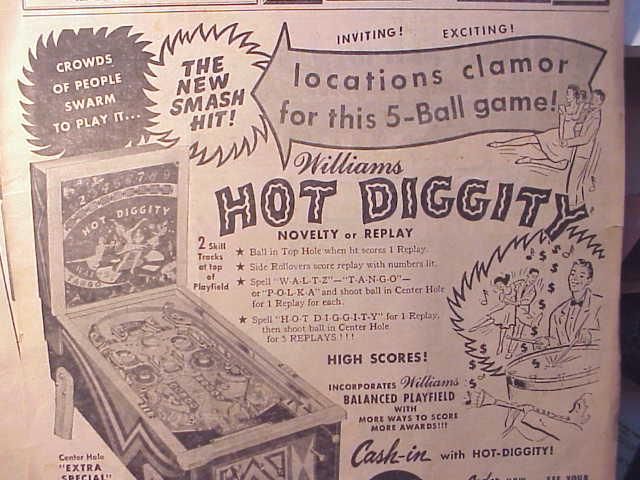 CROWDS
OF PEOPLE
SWARM
TO PLAY IT...
THE
NEW
SMASH
HIT!
INVITING! EXCITING!
locations clamor
for this 5-Ball game!
Williams
HOT DIGGITY
NOVELTY or REPLAY
2 Skill
Tracks
at top
of
Playfield
★ Ball in Top Hole when lit scores 1 Replay.
★ Side Rollovers score replay with numbers lit.
★ Spell "W-A-L-T-Z"—"T-A-N-G-O"—
or "P-O-L-K-A" and shoot ball in Center Hole
for 1 Replay for each.
★ Spell "H-O-T D-I-G-G-I-T-Y" for 1 Replay,
then shoot ball in Center Hole
for 3 REPLAYS!!!
HIGH SCORES!
INCORPORATES Williams
BALANCED PLAYFIELD
WITH
MORE WAYS TO SCORE
MORE AWARDS!!!
Cash-in with HOT-DIGGITY!
HOT DIGGITY
Center Hole
"EXTRA
SPECIAL"
SEE YOUR